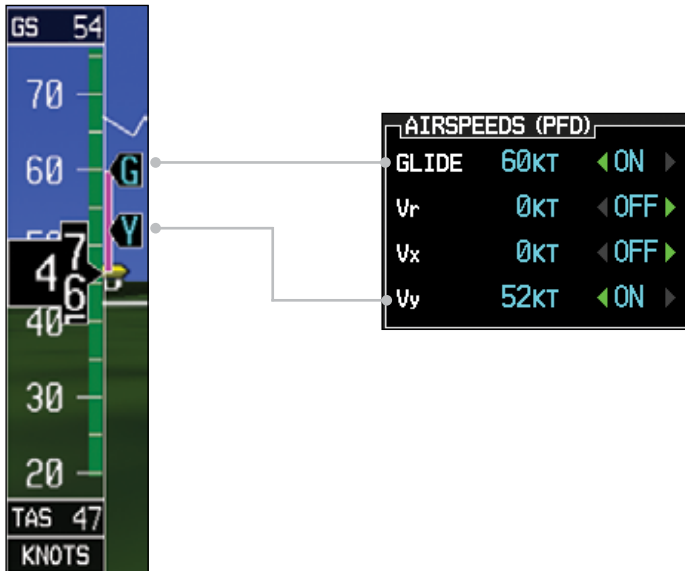 GS 54
70
60
G
Y
50
4
7
6
40
30
20
TAS 47
KNOTS
AIRSPEEDS (PFD)
GLIDE 60KT ON
Vr 0KT OFF
Vx 0KT OFF
Vy 52KT ON